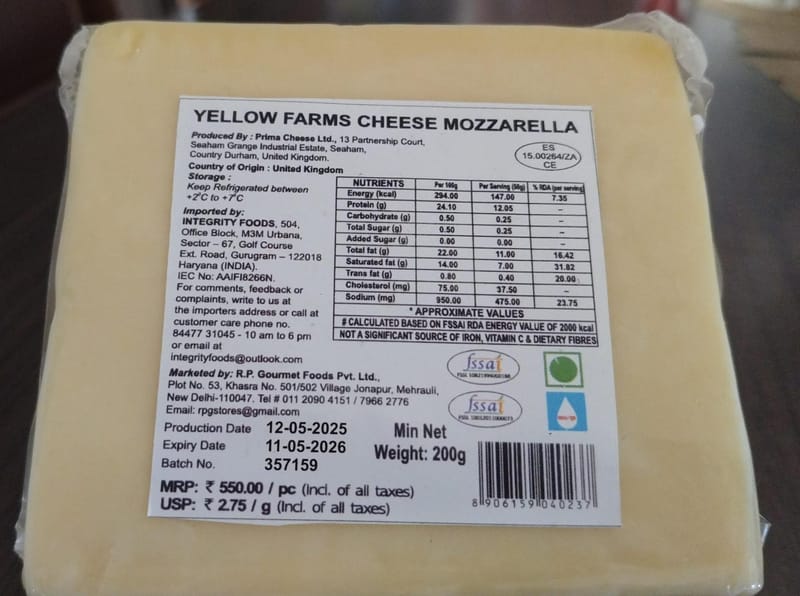 YELLOW FARMS CHEESE MOZZARELLA
Produced By : Prima Cheese Ltd., 13 Partnership Court,
Seaham Grange Industrial Estate, Seaham,
Country Durham, United Kingdom.
Country of Origin : United Kingdom
ES
15.00264/ZA
CE
Storage :
Keep Refrigerated between
+2°C to +7°C
Imported by:
INTEGRITY FOODS, 504,
Office Block, M3M Urbana,
Sector – 67, Golf Course
Ext. Road, Gurugram – 122018
Haryana (INDIA).
IEC No: AAIFI8266N.
For comments, feedback or
complaints, write to us at
the importers address or call at
customer care phone no.
84477 31045 - 10 am to 6 pm
or email at
integrityfoods@outlook.com
NUTRIENTS Per 100g Per Serving (50g) % RDA (per serving)
Energy (kcal) 294.00 147.00 7.35
Protein (g) 24.10 12.05 –
Carbohydrate (g) 0.50 0.25 –
Total Sugar (g) 0.50 0.25 –
Added Sugar (g) 0.00 0.00 –
Total fat (g) 22.00 11.00 16.42
Saturated fat (g) 14.00 7.00 31.82
Trans fat (g) 0.80 0.40 20.00
Cholesterol (mg) 75.00 37.50 –
Sodium (mg) 950.00 475.00 23.75
* APPROXIMATE VALUES
# CALCULATED BASED ON FSSAI RDA ENERGY VALUE OF 2000 kcal
NOT A SIGNIFICANT SOURCE OF IRON, VITAMIN C & DIETARY FIBRES
Marketed by: R.P. Gourmet Foods Pvt. Ltd.,
Plot No. 53, Khasra No. 501/502 Village Jonapur, Mehrauli,
New Delhi-110047. Tel # 011 2090 4151 / 7966 2776
Email: rpgstores@gmail.com
fssai
fssai
Production Date 12-05-2025
Expiry Date 11-05-2026
Batch No. 357159
Min Net
Weight: 200g
MRP: ₹ 550.00 / pc (Incl. of all taxes)
USP: ₹ 2.75 / g (Incl. of all taxes)
8 906159 040237